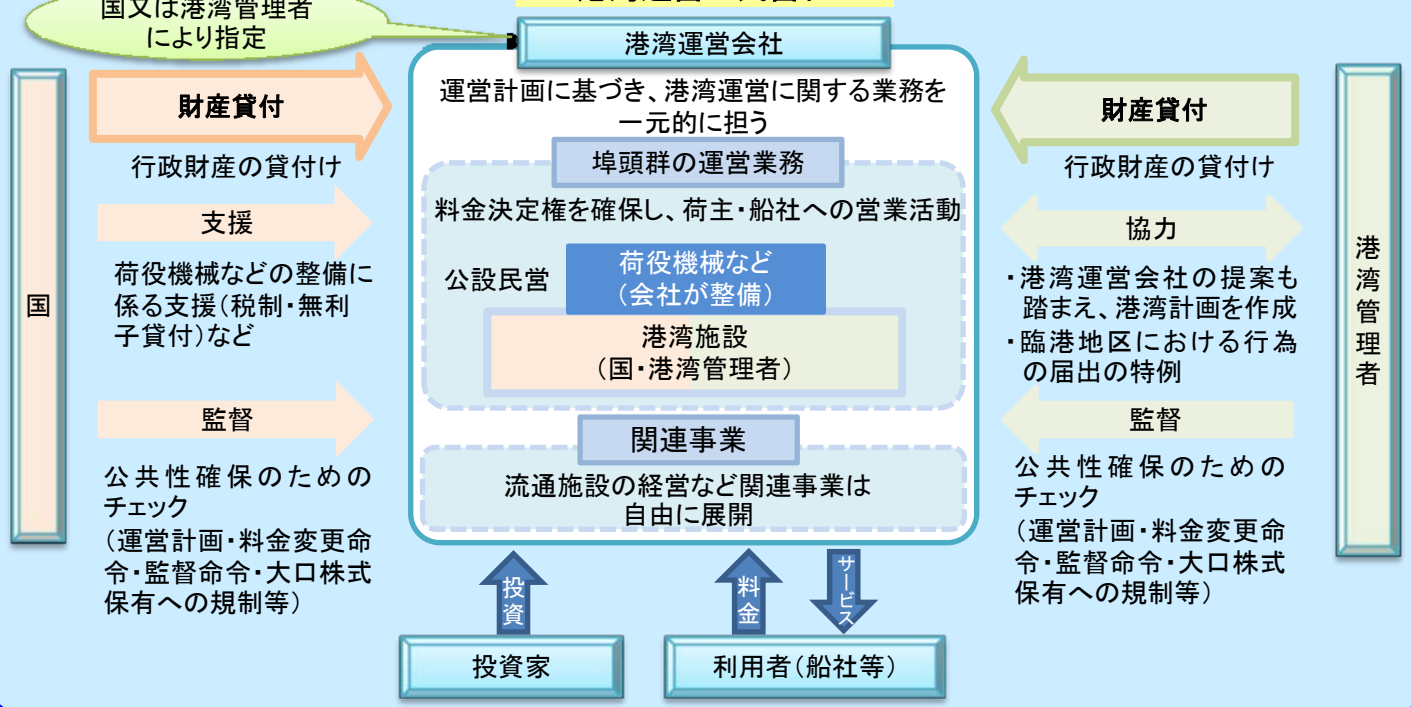 国又は港湾管理者
により指定
港湾運営会社
運営計画に基づき、港湾運営に関する業務を
一元的に担う
埠頭群の運営業務
料金決定権を確保し、荷主・船社への営業活動
公設民営
荷役機械など
(会社が整備)
港湾施設
(国・港湾管理者)
関連事業
流通施設の経営など関連事業は
自由に展開
国
財産貸付
行政財産の貸付け
支援
荷役機械などの整備に
係る支援(税制・無利
子貸付)など
監督
公共性確保のための
チェック
(運営計画・料金変更命
令・監督命令・大口株式
保有への規制等)
財産貸付
行政財産の貸付け
協力
・港湾運営会社の提案も
踏まえ、港湾計画を作成
・臨港地区における行為
の届出の特例
監督
公共性確保のための
チェック
(運営計画・料金変更命
令・監督命令・大口株式
保有への規制等)
港湾管理者
投資
料金
サービス
投資家
利用者(船社等)